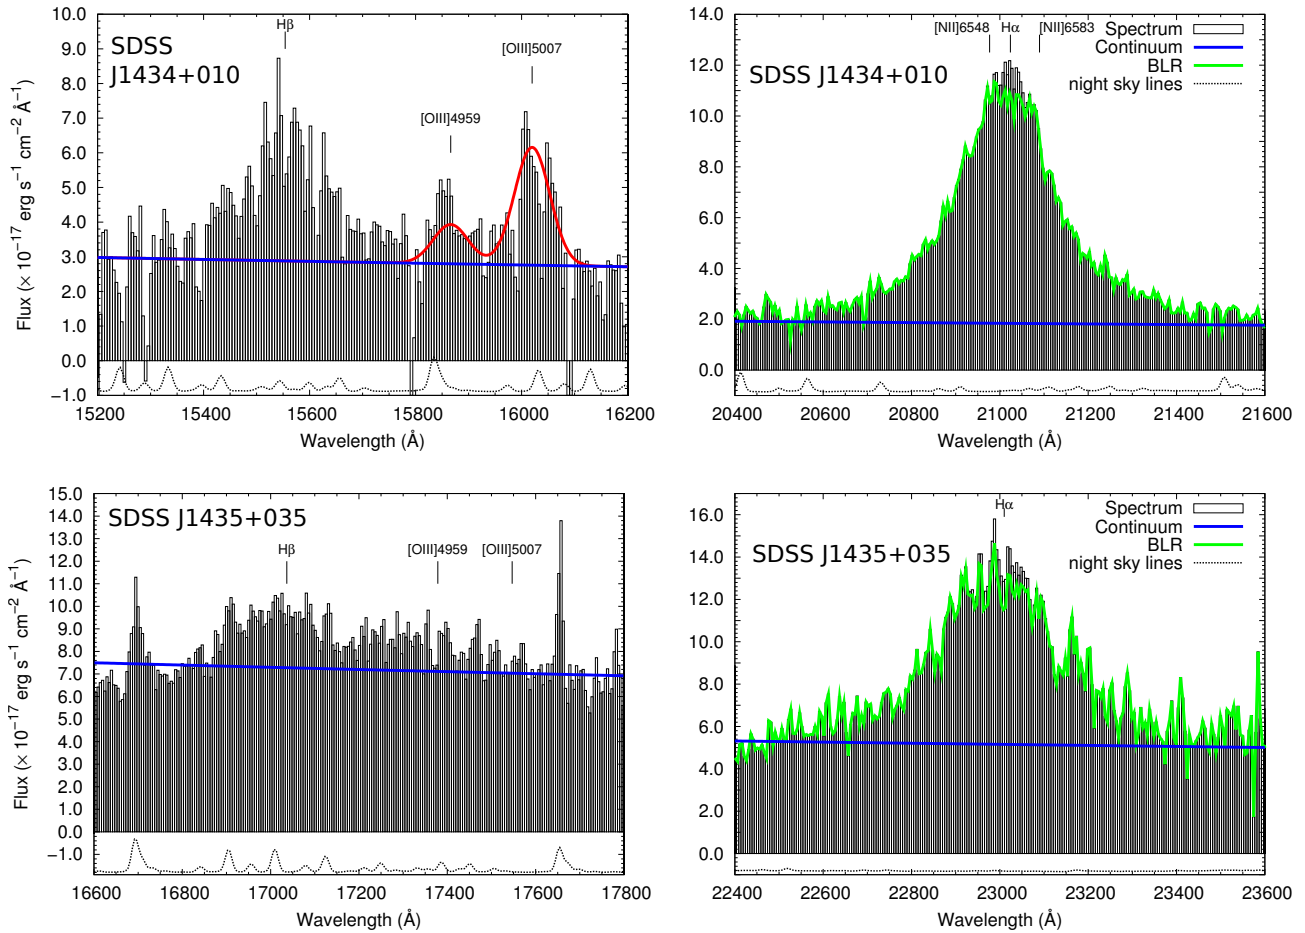 Flux (× 10−17 erg s−1 cm−2 Å−1)
10.0
9.0
8.0
7.0
6.0
5.0
4.0
3.0
2.0
1.0
0.0
−1.0
SDSS
J1434+010
Hβ
[OIII]4959
[OIII]5007
15200 15400 15600 15800 16000 16200
Wavelength (Å)
14.0
12.0
10.0
8.0
6.0
4.0
2.0
0.0
[NII]6548 Hα [NII]6583
SDSS J1434+010
Spectrum
Continuum
BLR
night sky lines
20400 20600 20800 21000 21200 21400 21600
Wavelength (Å)
Flux (× 10−17 erg s−1 cm−2 Å−1)
15.0
14.0
13.0
12.0
11.0
10.0
9.0
8.0
7.0
6.0
5.0
4.0
3.0
2.0
1.0
0.0
−1.0
SDSS J1435+035
Hβ
[OIII]4959 [OIII]5007
16600 16800 17000 17200 17400 17600 17800
Wavelength (Å)
16.0
14.0
12.0
10.0
8.0
6.0
4.0
2.0
0.0
Hα
SDSS J1435+035
Spectrum
Continuum
BLR
night sky lines
22400 22600 22800 23000 23200 23400 23600
Wavelength (Å)